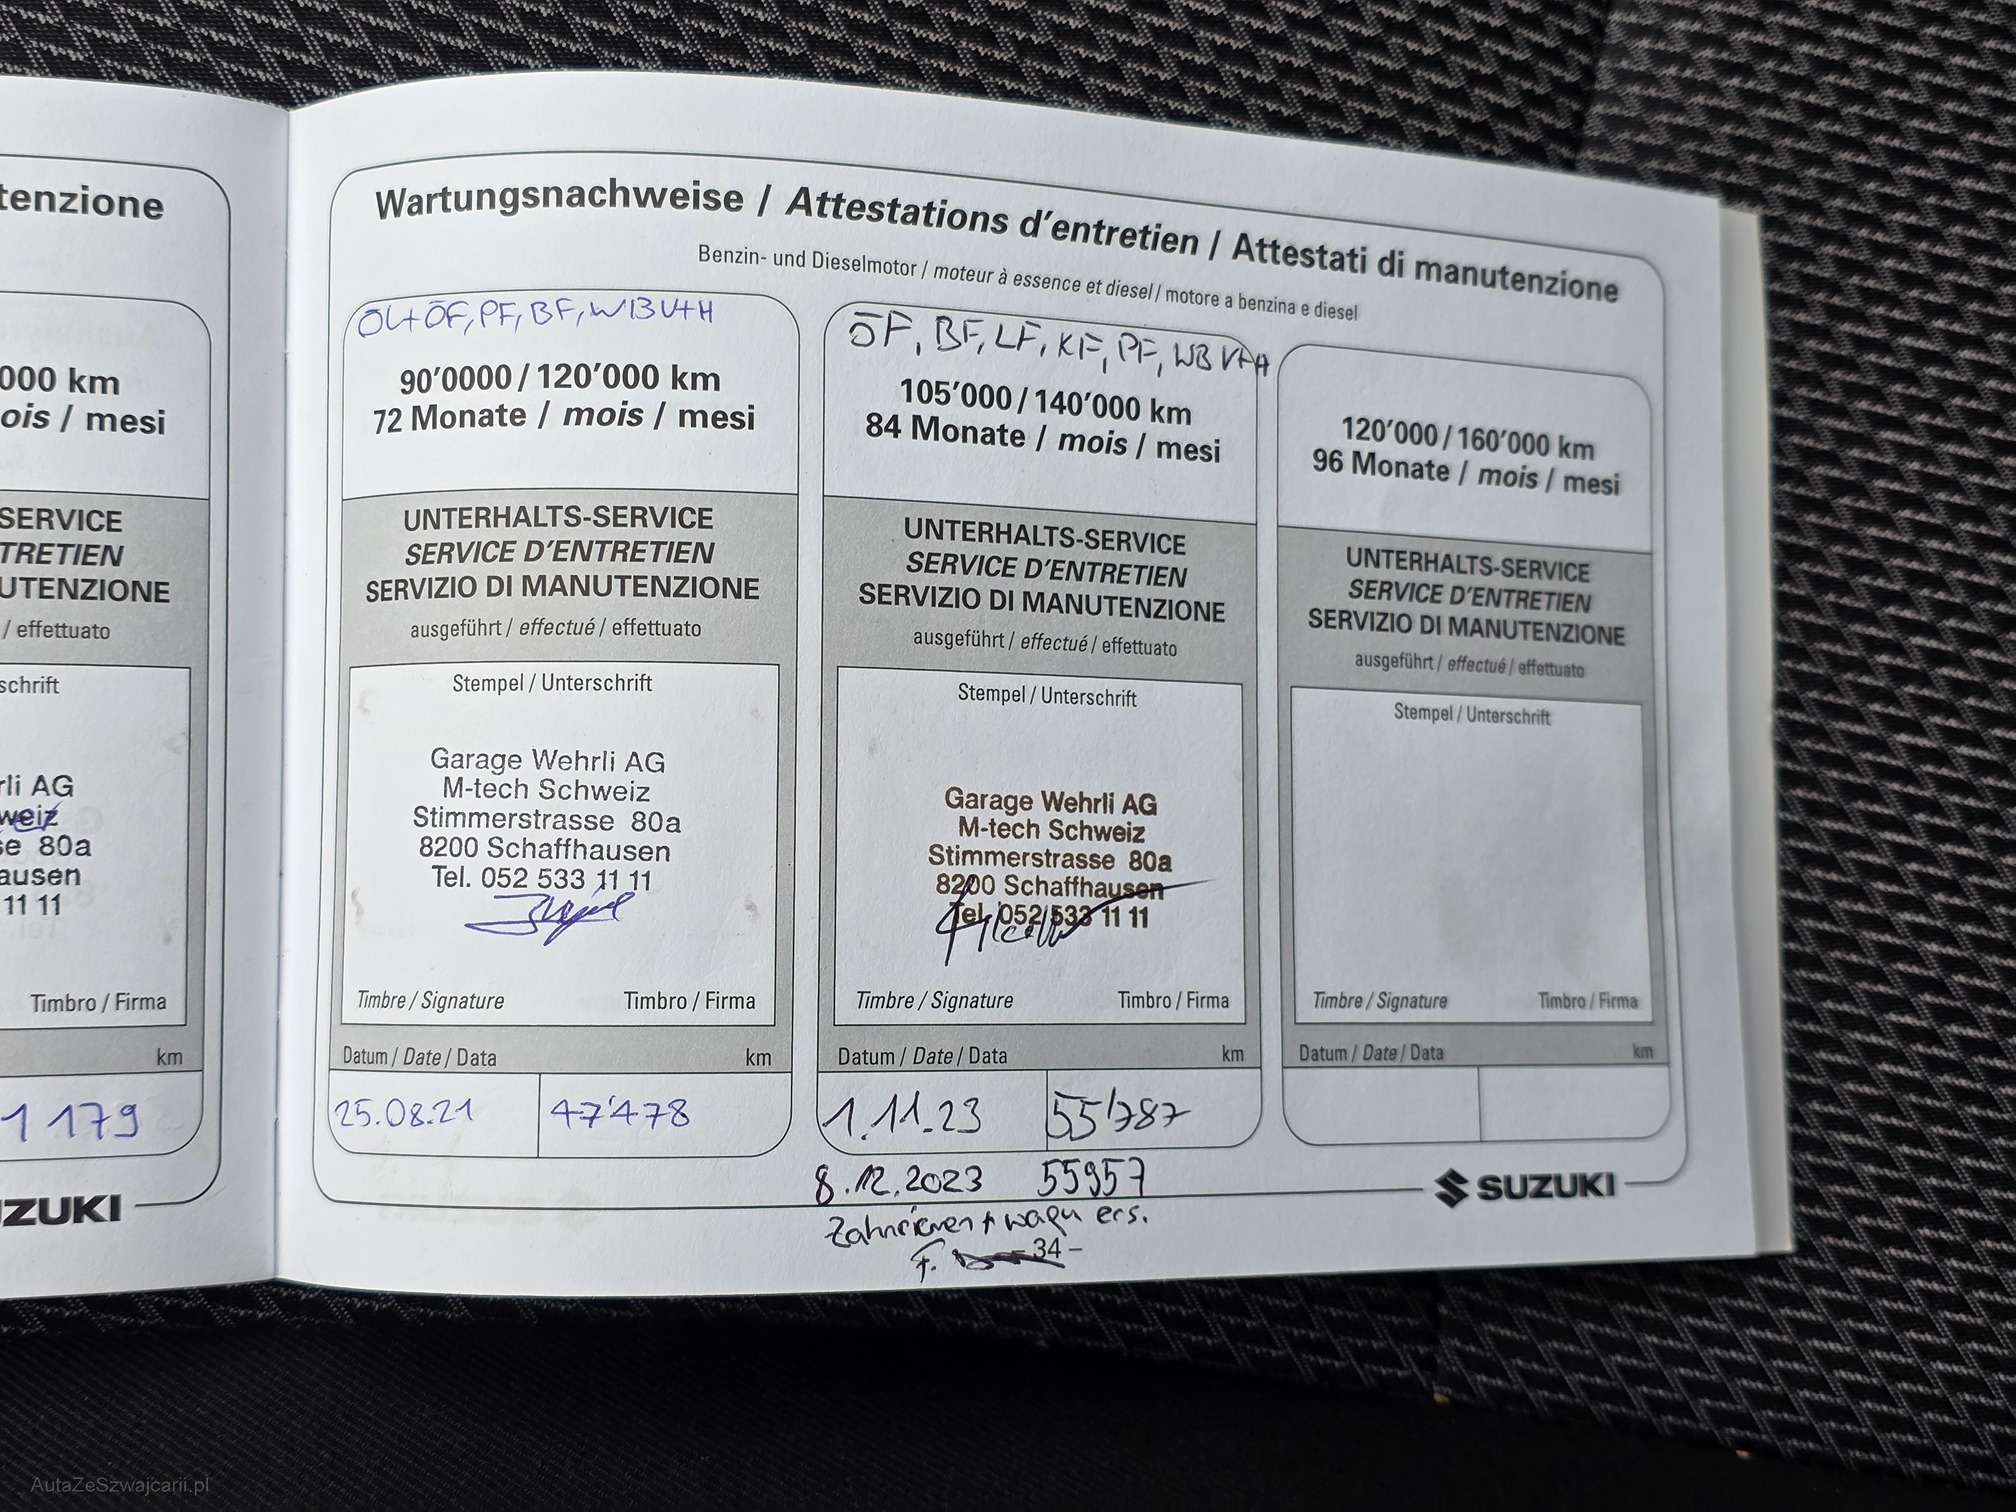 tenzione
000 km
ois / mesi
SERVICE
TRETIEN
UTENZIONE
/ effettuato
schrift
rli AG
weiz
se 80a
ausen
11 11
Timbro / Firma
km
1 179
UZUKI
Wartungsnachweise / Attestations d'entretien / Attestati di manutenzione
Benzin- und Dieselmotor / moteur à essence et diesel / motore a benzina e diesel
ÖL+ÖF, PF, BF, WB V+H
90'0000 / 120'000 km
72 Monate / mois / mesi
UNTERHALTS-SERVICE
SERVICE D'ENTRETIEN
SERVIZIO DI MANUTENZIONE
ausgeführt / effectué / effettuato
Stempel / Unterschrift
Garage Wehrli AG
M-tech Schweiz
Stimmerstrasse 80a
8200 Schaffhausen
Tel. 052 533 11 11
Timbre / Signature Timbro / Firma
Datum / Date / Data km
25.08.21 47'478
ÖF, BF, LF, KF, PF, WB V+H
105'000 / 140'000 km
84 Monate / mois / mesi
UNTERHALTS-SERVICE
SERVICE D'ENTRETIEN
SERVIZIO DI MANUTENZIONE
ausgeführt / effectué / effettuato
Stempel / Unterschrift
Garage Wehrli AG
M-tech Schweiz
Stimmerstrasse 80a
8200 Schaffhausen
Tel. 052 533 11 11
Timbre / Signature Timbro / Firma
Datum / Date / Data km
1.11.23 55'787
8.12.2023 55957
Zahnriemen + wapu ers.
F.
120'000 / 160'000 km
96 Monate / mois / mesi
UNTERHALTS-SERVICE
SERVICE D'ENTRETIEN
SERVIZIO DI MANUTENZIONE
ausgeführt / effectué / effettuato
Stempel / Unterschrift
Timbre / Signature Timbro / Firma
Datum / Date / Data km
SUZUKI
– 34 –
AutaZeSzwajcarii.pl